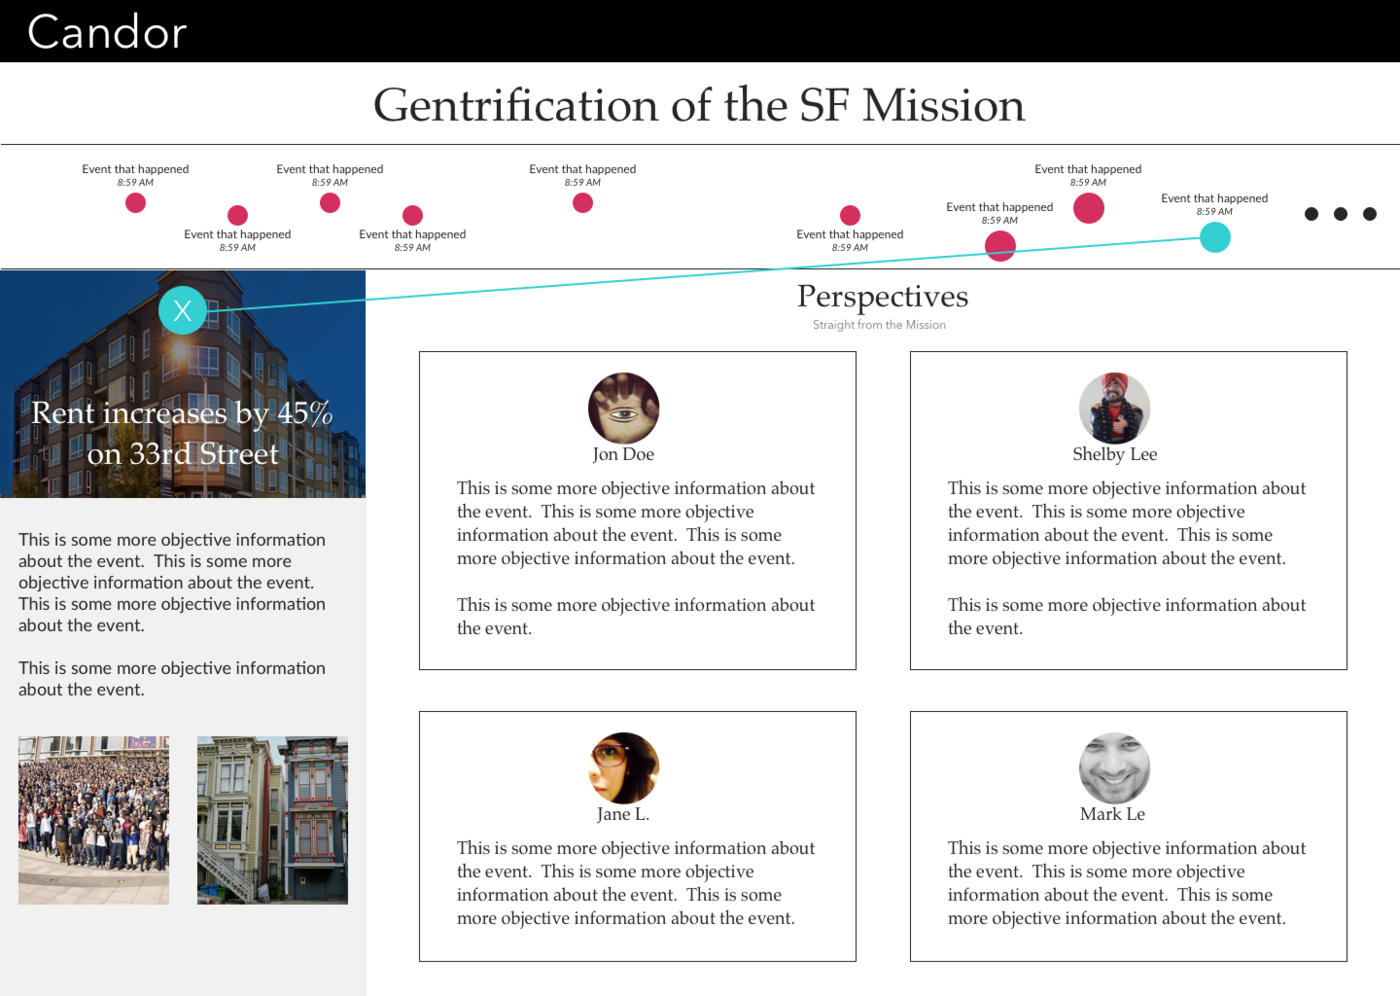 Candor
Gentrification of the SF Mission
Event that happened
8:59 AM
Event that happened
8:59 AM
Event that happened
8:59 AM
Event that happened
8:59 AM
Event that happened
8:59 AM
Event that happened
8:59 AM
Event that happened
8:59 AM
Event that happened
8:59 AM
Event that happened
8:59 AM
X
Rent increases by 45%
on 33rd Street
This is some more objective information
about the event.  This is some more
objective information about the event.
This is some more objective information
about the event.
This is some more objective information
about the event.
Perspectives
Straight from the Mission
Jon Doe
This is some more objective information about
the event.  This is some more objective
information about the event.  This is some
more objective information about the event.
This is some more objective information about
the event.
Shelby Lee
This is some more objective information about
the event.  This is some more objective
information about the event.  This is some
more objective information about the event.
This is some more objective information about
the event.
Jane L.
This is some more objective information about
the event.  This is some more objective
information about the event.  This is some
more objective information about the event.
Mark Le
This is some more objective information about
the event.  This is some more objective
information about the event.  This is some
more objective information about the event.